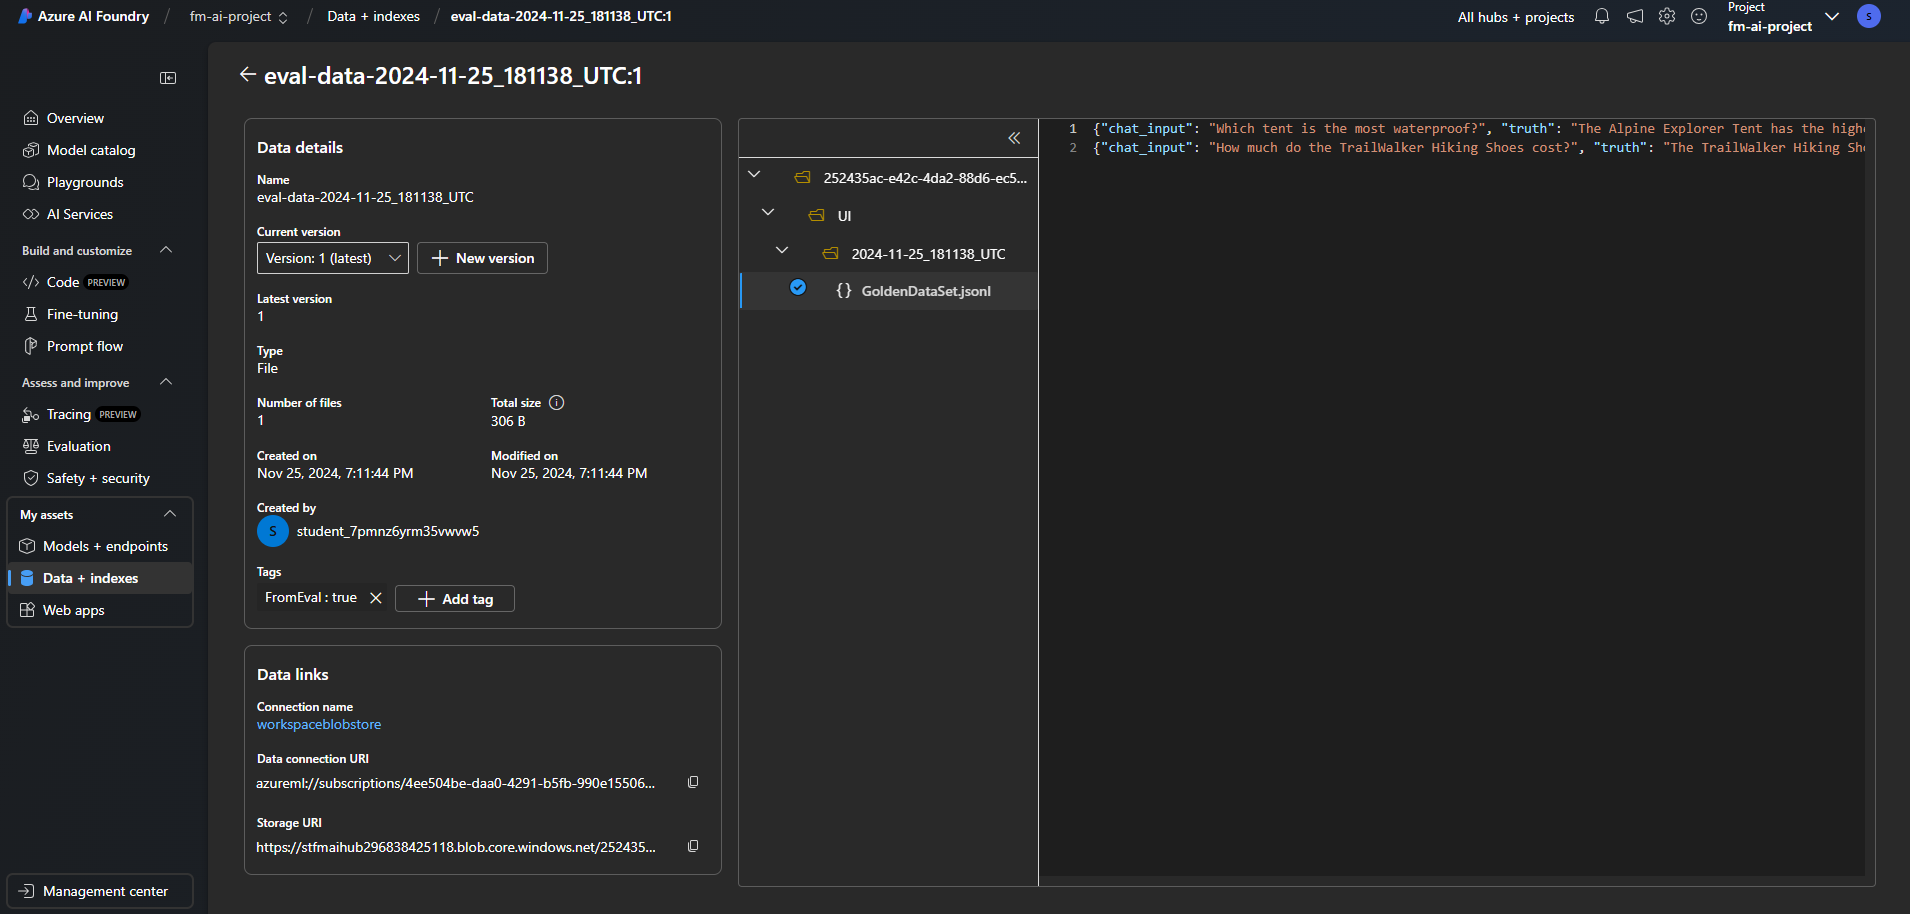 Azure AI Foundry / fm-ai-project / Data + indexes / eval-data-2024-11-25_181138_UTC:1
All hubs + projects
Project
fm-ai-project
S
Overview
Model catalog
Playgrounds
AI Services
Build and customize
Code PREVIEW
Fine-tuning
Prompt flow
Assess and improve
Tracing PREVIEW
Evaluation
Safety + security
My assets
Models + endpoints
Data + indexes
Web apps
Management center
eval-data-2024-11-25_181138_UTC:1
Data details
Name
eval-data-2024-11-25_181138_UTC
Current version
Version: 1 (latest)
New version
Latest version
1
Type
File
Number of files
1
Total size
306 B
Created on
Nov 25, 2024, 7:11:44 PM
Modified on
Nov 25, 2024, 7:11:44 PM
Created by
S student_7pmnz6yrm35vwvw5
Tags
FromEval : true
Add tag
Data links
Connection name
workspaceblobstore
Data connection URI
azureml://subscriptions/4ee504be-daa0-4291-b5fb-990e15506...
Storage URI
https://stfmaihub296838425118.blob.core.windows.net/252435...
252435ac-e42c-4da2-88d6-ec5...
UI
2024-11-25_181138_UTC
{} GoldenDataSet.jsonl
1 {"chat_input": "Which tent is the most waterproof?", "truth": "The Alpine Explorer Tent has the highe
2 {"chat_input": "How much do the TrailWalker Hiking Shoes cost?", "truth": "The TrailWalker Hiking Sho